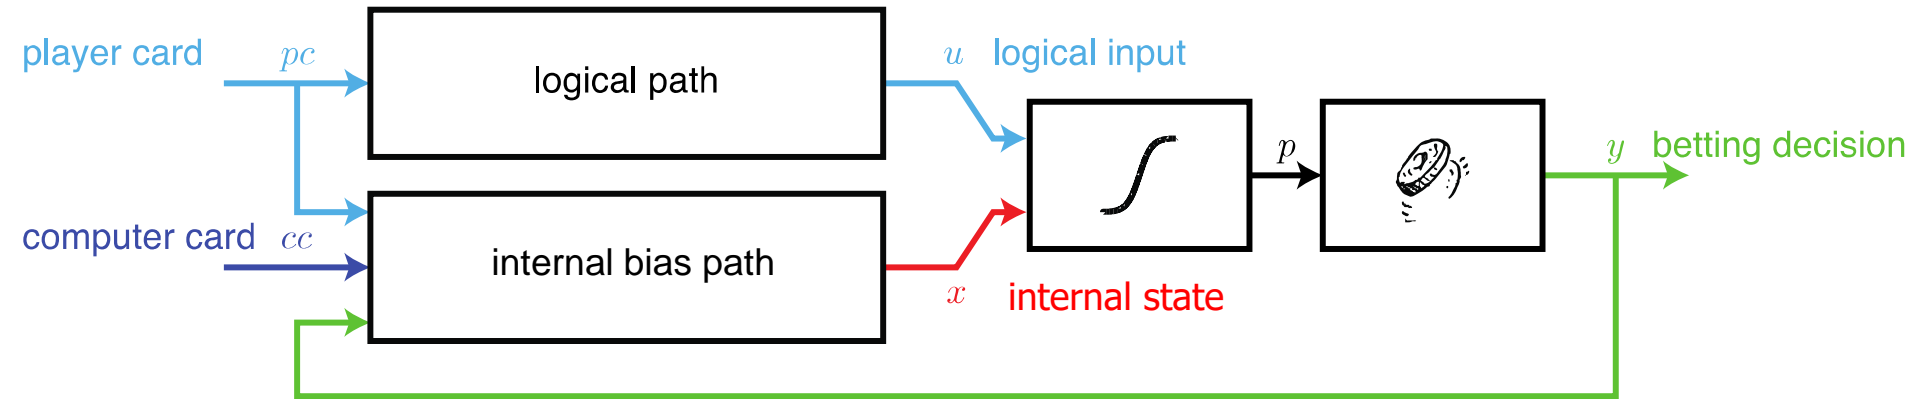 player card
pc
logical path
u
logical input
computer card
cc
internal bias path
x
internal state
p
y
betting decision